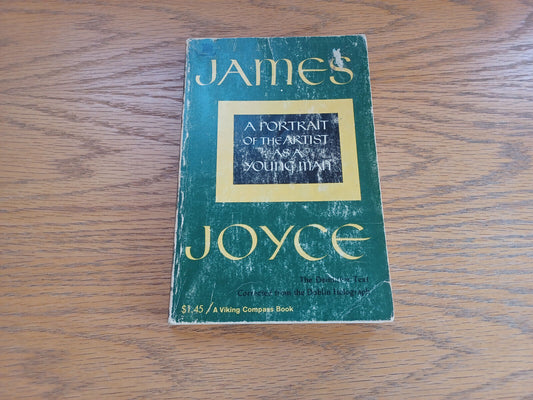 JAMES
A PORTRAIT
OF THE ARTIST
AS A
YOUNG MAN
JOYCE
The Definitive Text
Corrected from the Dublin Holograph
$1.45 / A Viking Compass Book